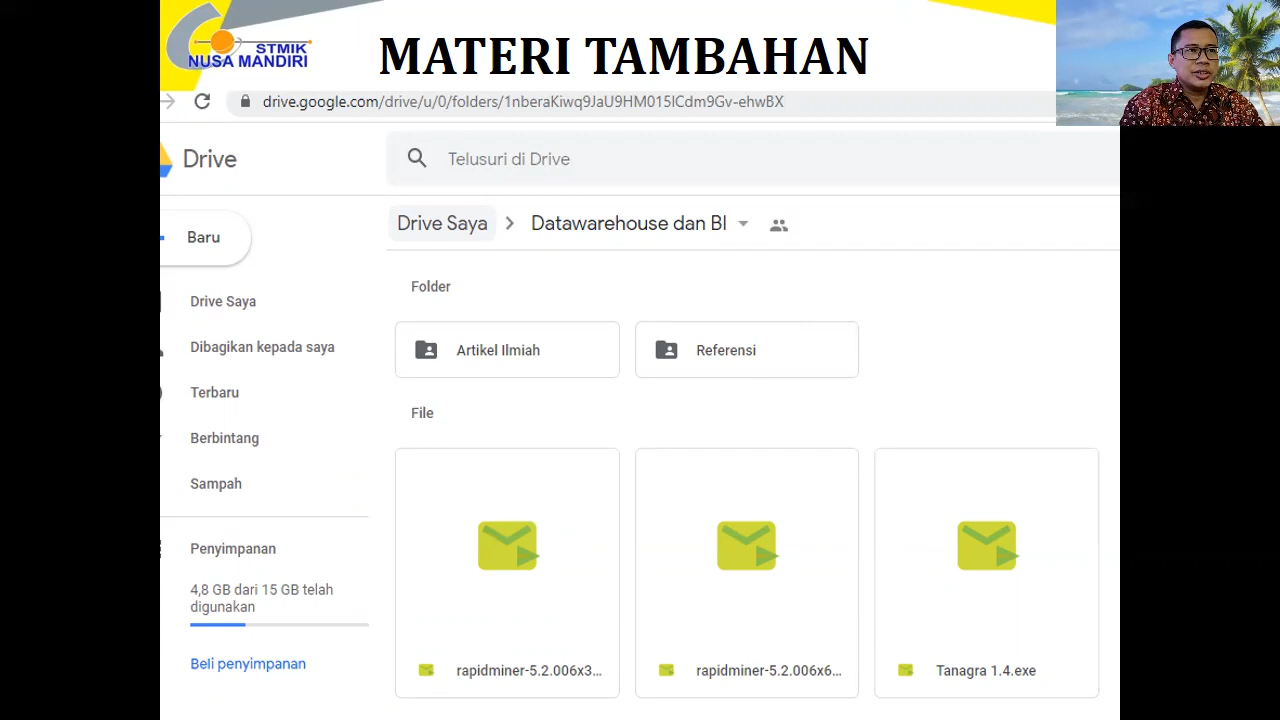 STMIK
NUSA MANDIRI
MATERI TAMBAHAN
drive.google.com/drive/u/0/folders/1nberaKiwq9JaU9HM015ICdm9Gv-ehwBX
Drive
Telusuri di Drive
Baru
Drive Saya > Datawarehouse dan BI
Folder
Drive Saya
Dibagikan kepada saya
Artikel Ilmiah
Referensi
Terbaru
File
Berbintang
Sampah
Penyimpanan
4,8 GB dari 15 GB telah
digunakan
Beli penyimpanan
rapidminer-5.2.006x3...
rapidminer-5.2.006x6...
Tanagra 1.4.exe